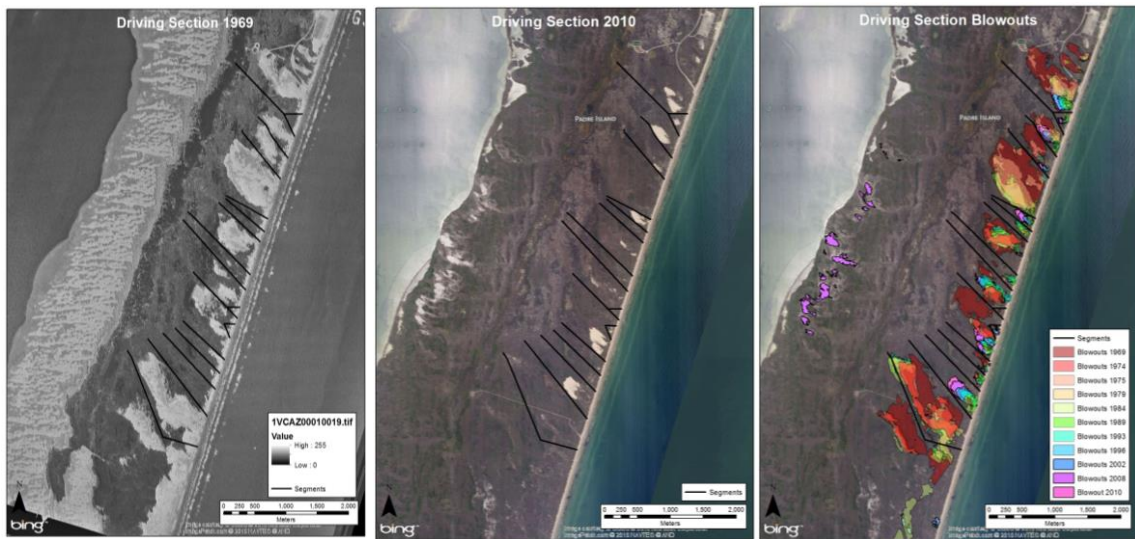 Driving Section 1969
1VCAZ00010019.tif
Value
High : 255
Low : 0
Segments
0 250 500 1,000 1,500 2,000
Meters
N
bing
Driving Section 2010
PADRE ISLAND
Segments
0 250 500 1,000 1,500 2,000
Meters
N
bing
Driving Section Blowouts
PADRE ISLAND
Segments
Blowouts 1969
Blowouts 1974
Blowouts 1975
Blowouts 1979
Blowouts 1984
Blowouts 1989
Blowouts 1993
Blowouts 1996
Blowouts 2002
Blowouts 2008
Blowout 2010
0 250 500 1,000 1,500 2,000
Meters
N
bing